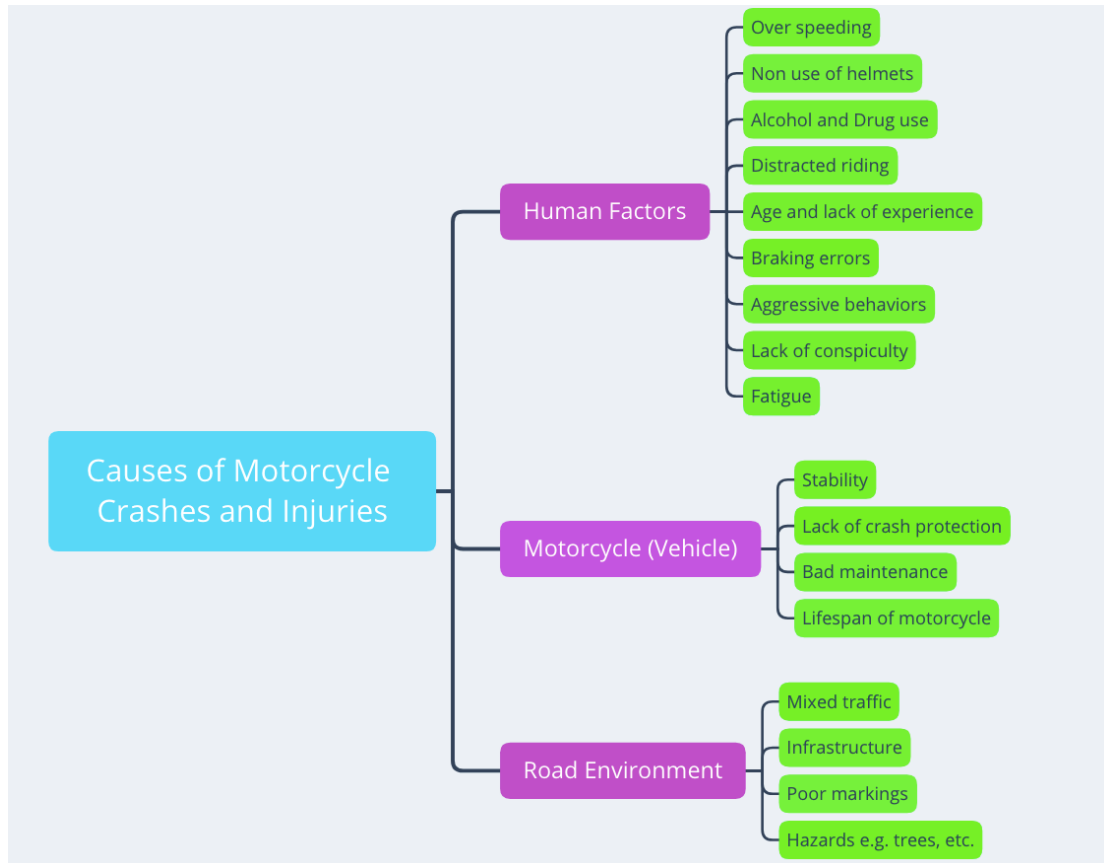 Causes of Motorcycle
Crashes and Injuries
Human Factors
Over speeding
Non use of helmets
Alcohol and Drug use
Distracted riding
Age and lack of experience
Braking errors
Aggressive behaviors
Lack of conspiculty
Fatigue
Motorcycle (Vehicle)
Stability
Lack of crash protection
Bad maintenance
Lifespan of motorcycle
Road Environment
Mixed traffic
Infrastructure
Poor markings
Hazards e.g. trees, etc.